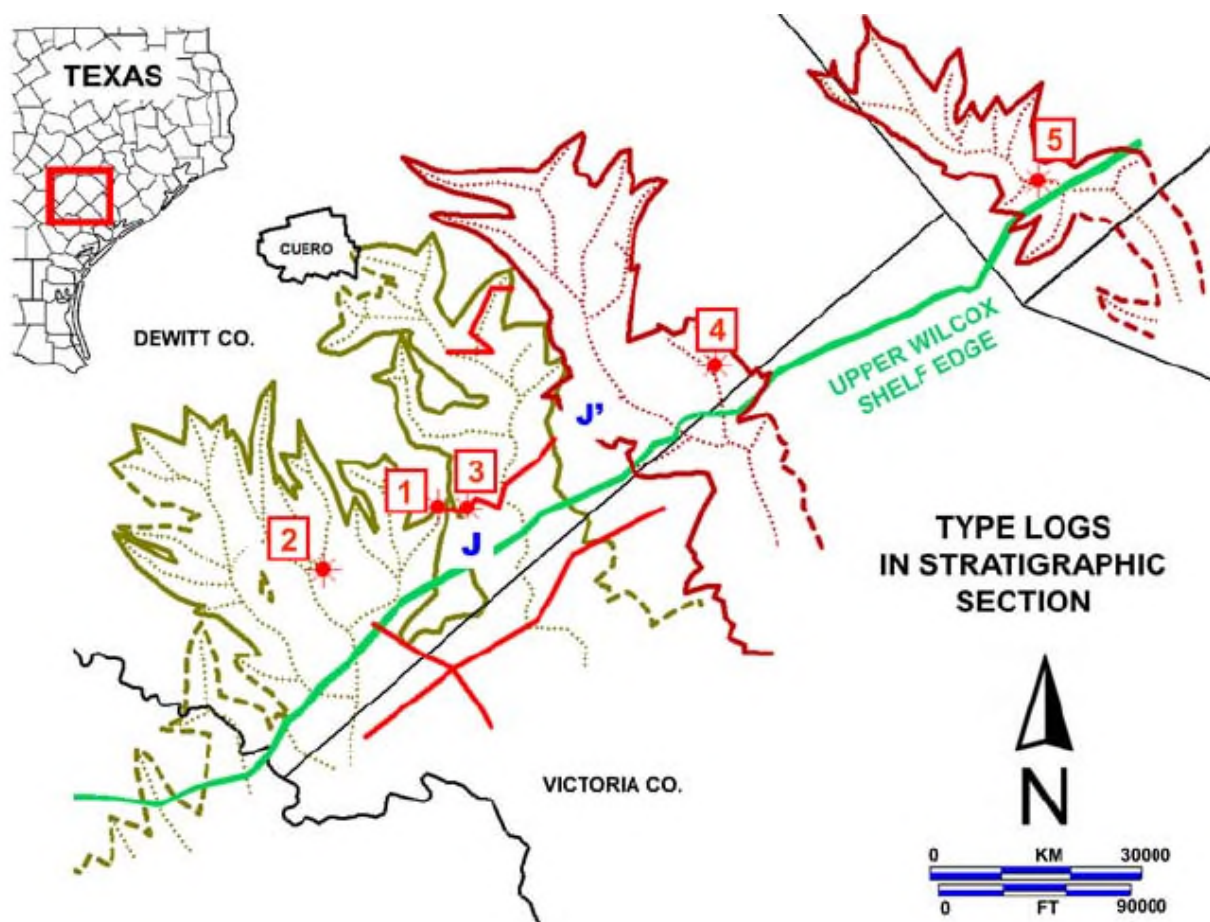 TEXAS
5
CUERO
DEWITT CO.
4
UPPER WILCOX
SHELF EDGE
J'
1
3
2
J
TYPE LOGS
IN STRATIGRAPHIC
SECTION
N
VICTORIA CO.
0 KM 30000
0 FT 90000